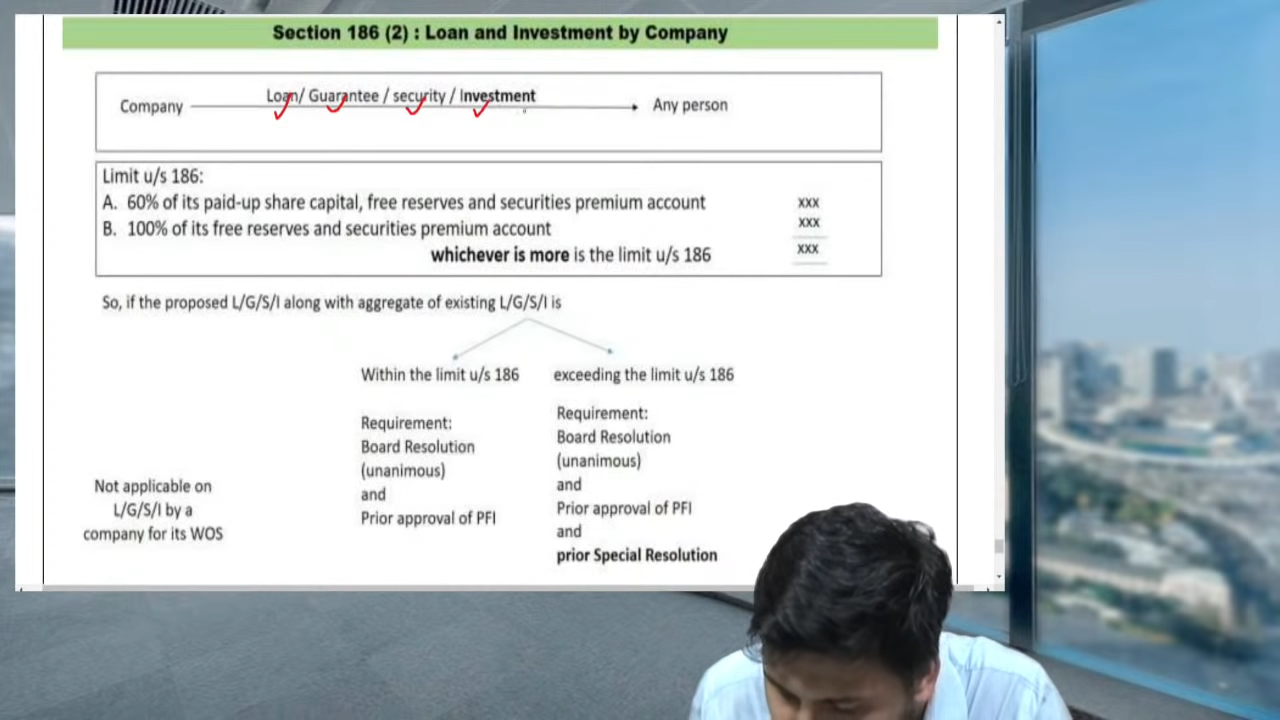 Section 186 (2) : Loan and Investment by Company
Loan/ Guarantee / security / Investment
Company
Any person
Limit u/s 186:
A. 60% of its paid-up share capital, free reserves and securities premium account xxx
B. 100% of its free reserves and securities premium account xxx
whichever is more is the limit u/s 186 xxx
So, if the proposed L/G/S/I along with aggregate of existing L/G/S/I is
Within the limit u/s 186
Requirement:
Board Resolution
(unanimous)
and
Prior approval of PFI
exceeding the limit u/s 186
Requirement:
Board Resolution
(unanimous)
and
Prior approval of PFI
and
prior Special Resolution
Not applicable on
L/G/S/I by a
company for its WOS